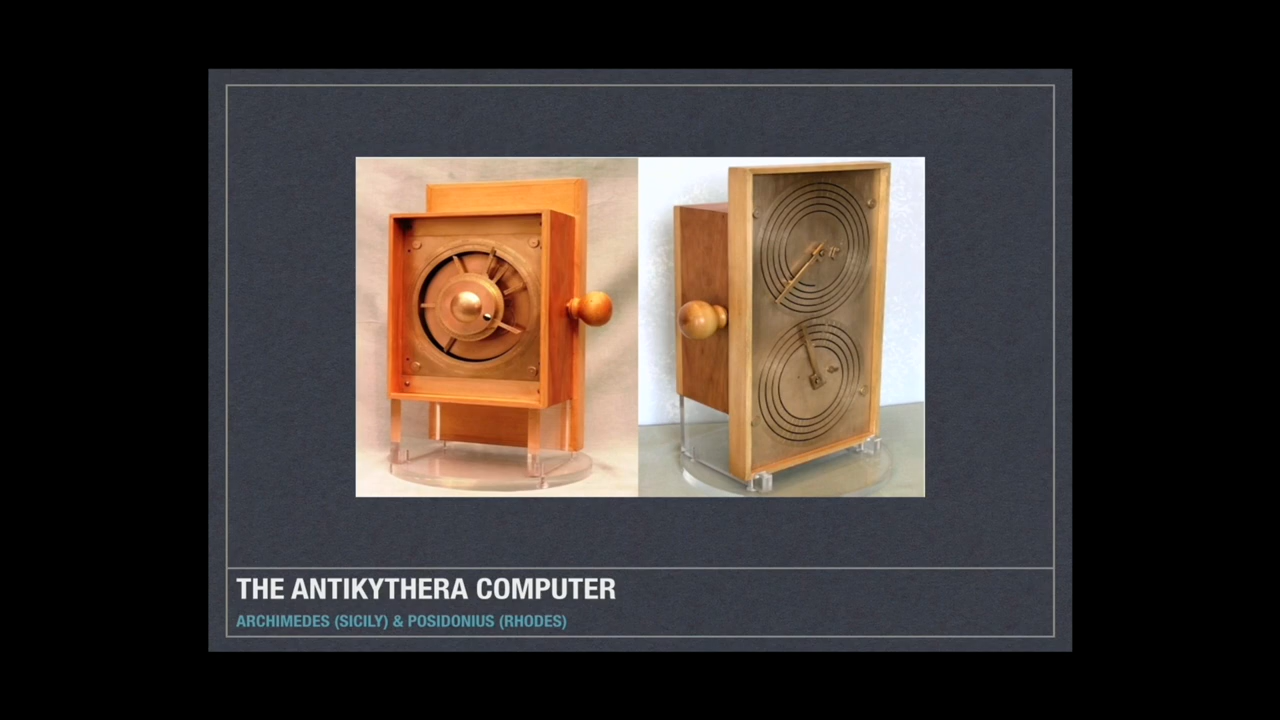 THE ANTIKYTHERA COMPUTER
ARCHIMEDES (SICILY) & POSIDONIUS (RHODES)